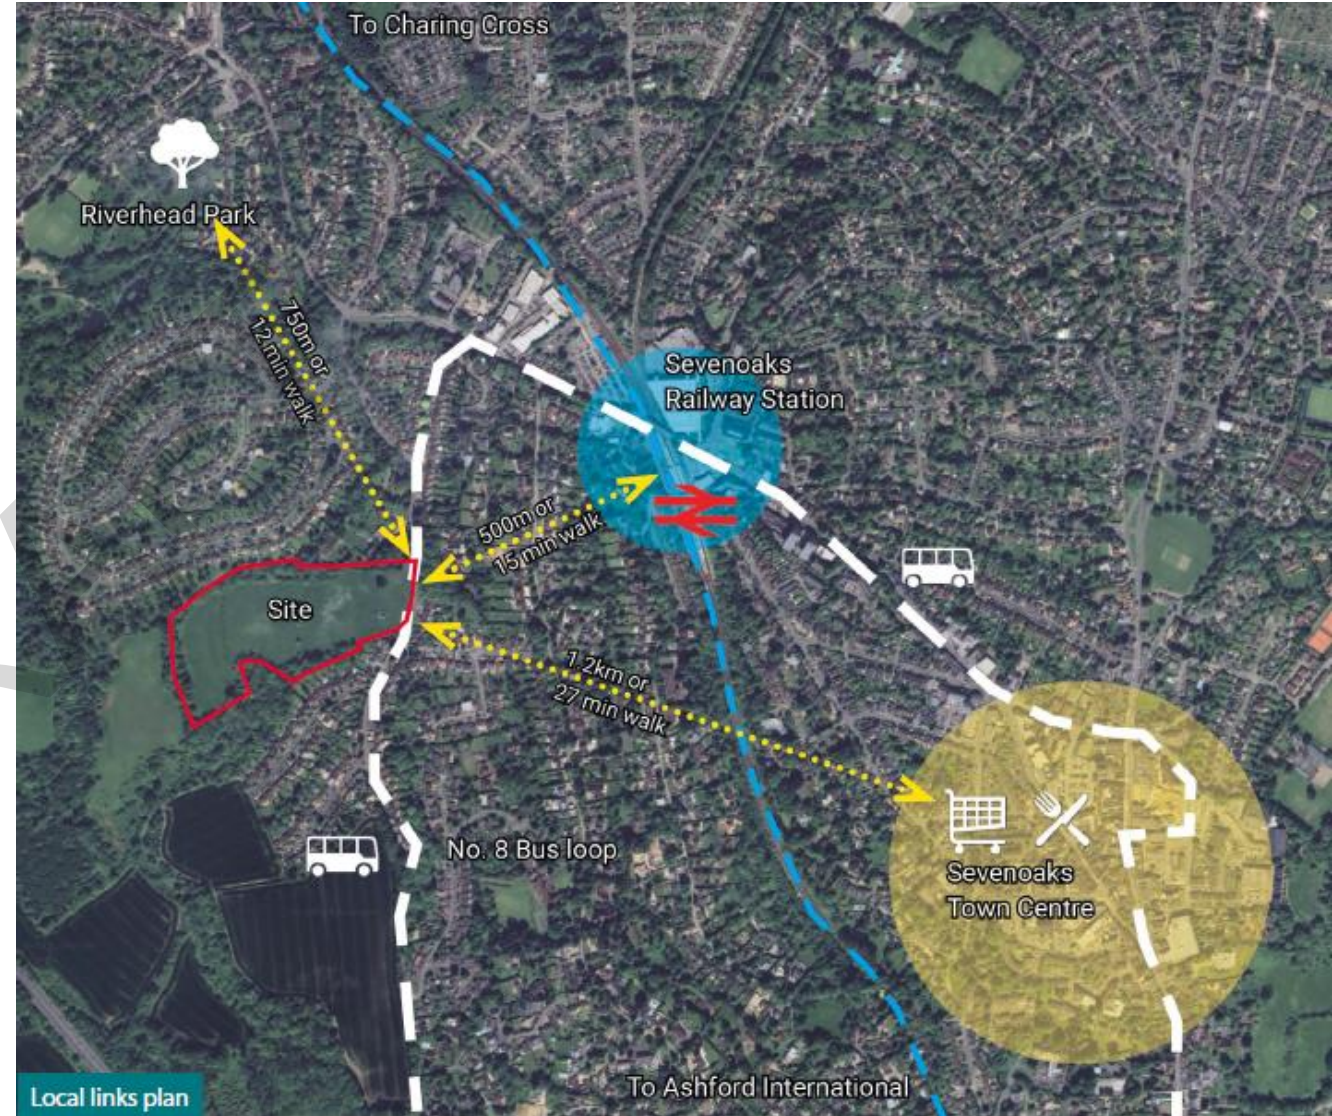 To Charing Cross
Riverhead Park
750m or
12 min walk
Sevenoaks
Railway Station
500m or
15 min walk
Site
1.2km or
27 min walk
No. 8 Bus loop
Sevenoaks
Town Centre
To Ashford International
Local links plan